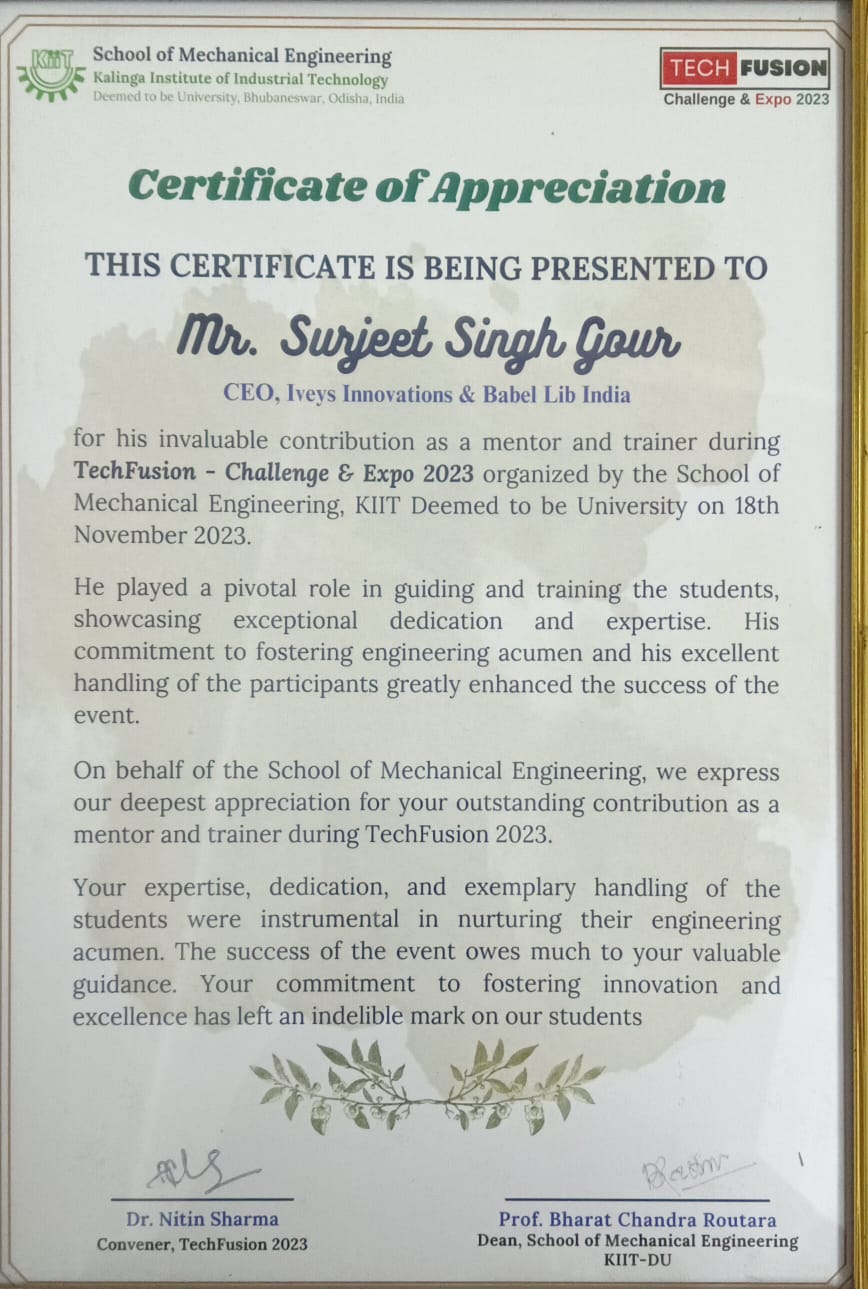 KiiT
School of Mechanical Engineering
Kalinga Institute of Industrial Technology
Deemed to be University, Bhubaneswar, Odisha, India
TECH FUSION
Challenge & Expo 2023
Certificate of Appreciation
THIS CERTIFICATE IS BEING PRESENTED TO
Mr. Surjeet Singh Gour
CEO, Iveys Innovations & Babel Lib India
for his invaluable contribution as a mentor and trainer during
TechFusion - Challenge & Expo 2023 organized by the School of
Mechanical Engineering, KIIT Deemed to be University on 18th
November 2023.
He played a pivotal role in guiding and training the students,
showcasing exceptional dedication and expertise. His
commitment to fostering engineering acumen and his excellent
handling of the participants greatly enhanced the success of the
event.
On behalf of the School of Mechanical Engineering, we express
our deepest appreciation for your outstanding contribution as a
mentor and trainer during TechFusion 2023.
Your expertise, dedication, and exemplary handling of the
students were instrumental in nurturing their engineering
acumen. The success of the event owes much to your valuable
guidance. Your commitment to fostering innovation and
excellence has left an indelible mark on our students
Dr. Nitin Sharma
Convener, TechFusion 2023
Prof. Bharat Chandra Routara
Dean, School of Mechanical Engineering
KIIT-DU